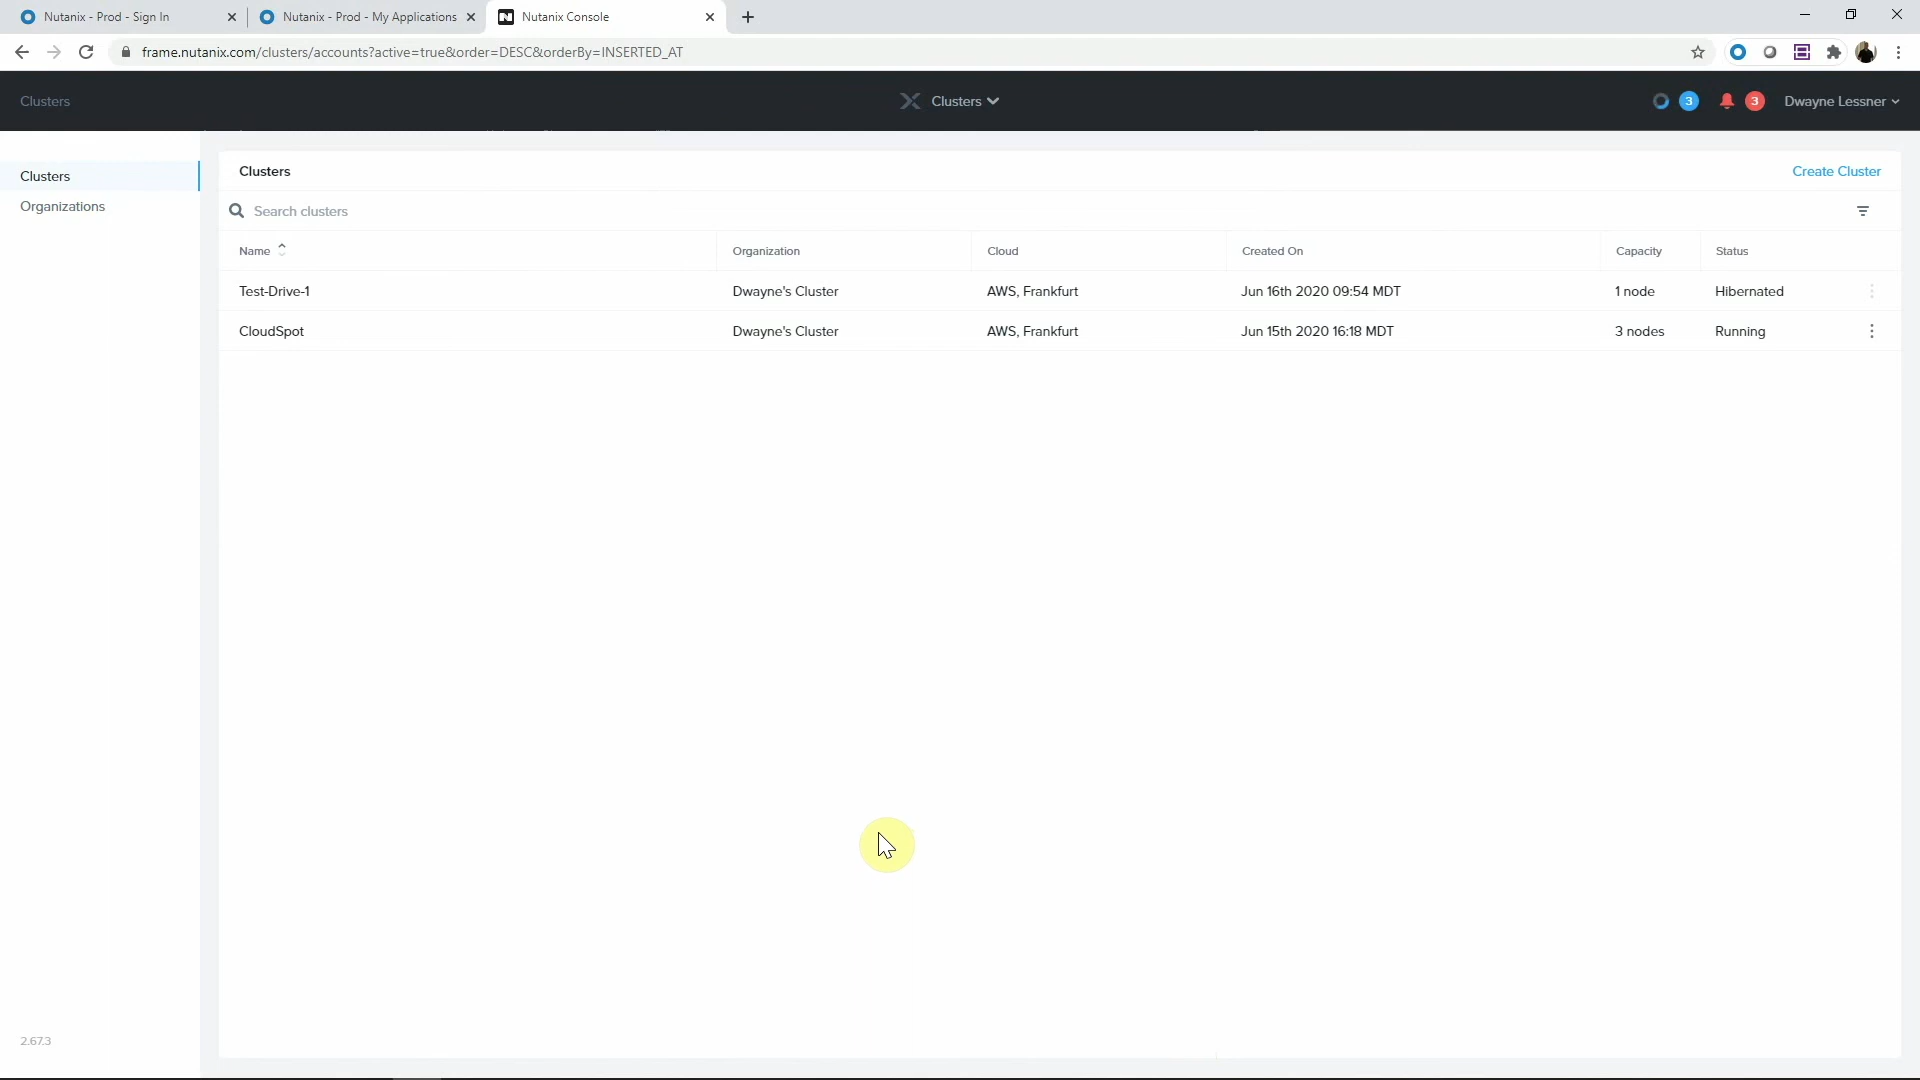 Nutanix - Prod - Sign In
Nutanix - Prod - My Applications
Nutanix Console
frame.nutanix.com/clusters/accounts?active=true&order=DESC&orderBy=INSERTED_AT
Clusters
Clusters
3
3
Dwayne Lessner
Clusters
Organizations
Clusters
Create Cluster
Search clusters
Name Organization Cloud Created On Capacity Status
Test-Drive-1 Dwayne's Cluster AWS, Frankfurt Jun 16th 2020 09:54 MDT 1 node Hibernated
CloudSpot Dwayne's Cluster AWS, Frankfurt Jun 15th 2020 16:18 MDT 3 nodes Running
2.67.3